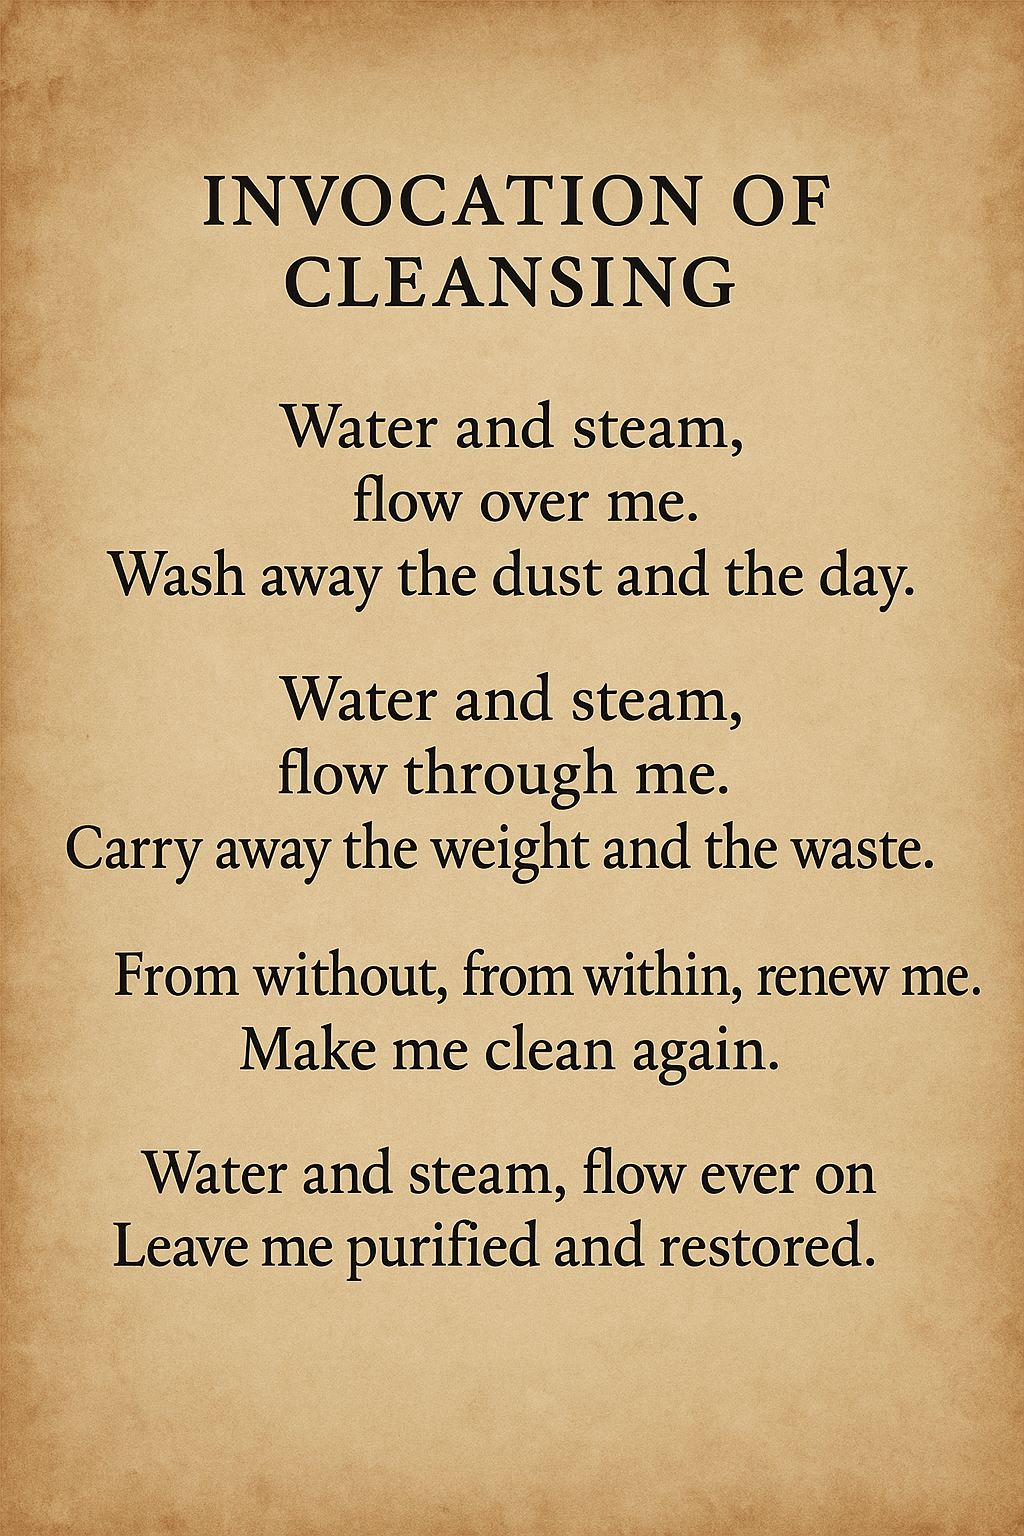 INVOCATION OF
CLEANSING
Water and steam,
flow over me.
Wash away the dust and the day.
Water and steam,
flow through me.
Carry away the weight and the waste.
From without, from within, renew me.
Make me clean again.
Water and steam, flow ever on
Leave me purified and restored.